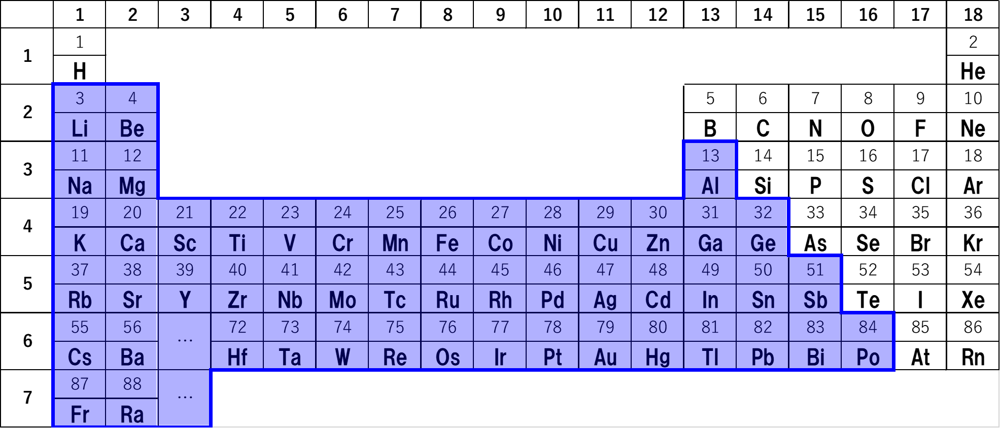 1 2 3 4 5 6 7 8 9 10 11 12 13 14 15 16 17 18
1 1 2
H He
2 3 4 5 6 7 8 9 10
Li Be B C N O F Ne
3 11 12 13 14 15 16 17 18
Na Mg Al Si P S Cl Ar
4 19 20 21 22 23 24 25 26 27 28 29 30 31 32 33 34 35 36
K Ca Sc Ti V Cr Mn Fe Co Ni Cu Zn Ga Ge As Se Br Kr
5 37 38 39 40 41 42 43 44 45 46 47 48 49 50 51 52 53 54
Rb Sr Y Zr Nb Mo Tc Ru Rh Pd Ag Cd In Sn Sb Te I Xe
6 55 56 ... 72 73 74 75 76 77 78 79 80 81 82 83 84 85 86
Cs Ba Hf Ta W Re Os Ir Pt Au Hg Tl Pb Bi Po At Rn
7 87 88 ...
Fr Ra